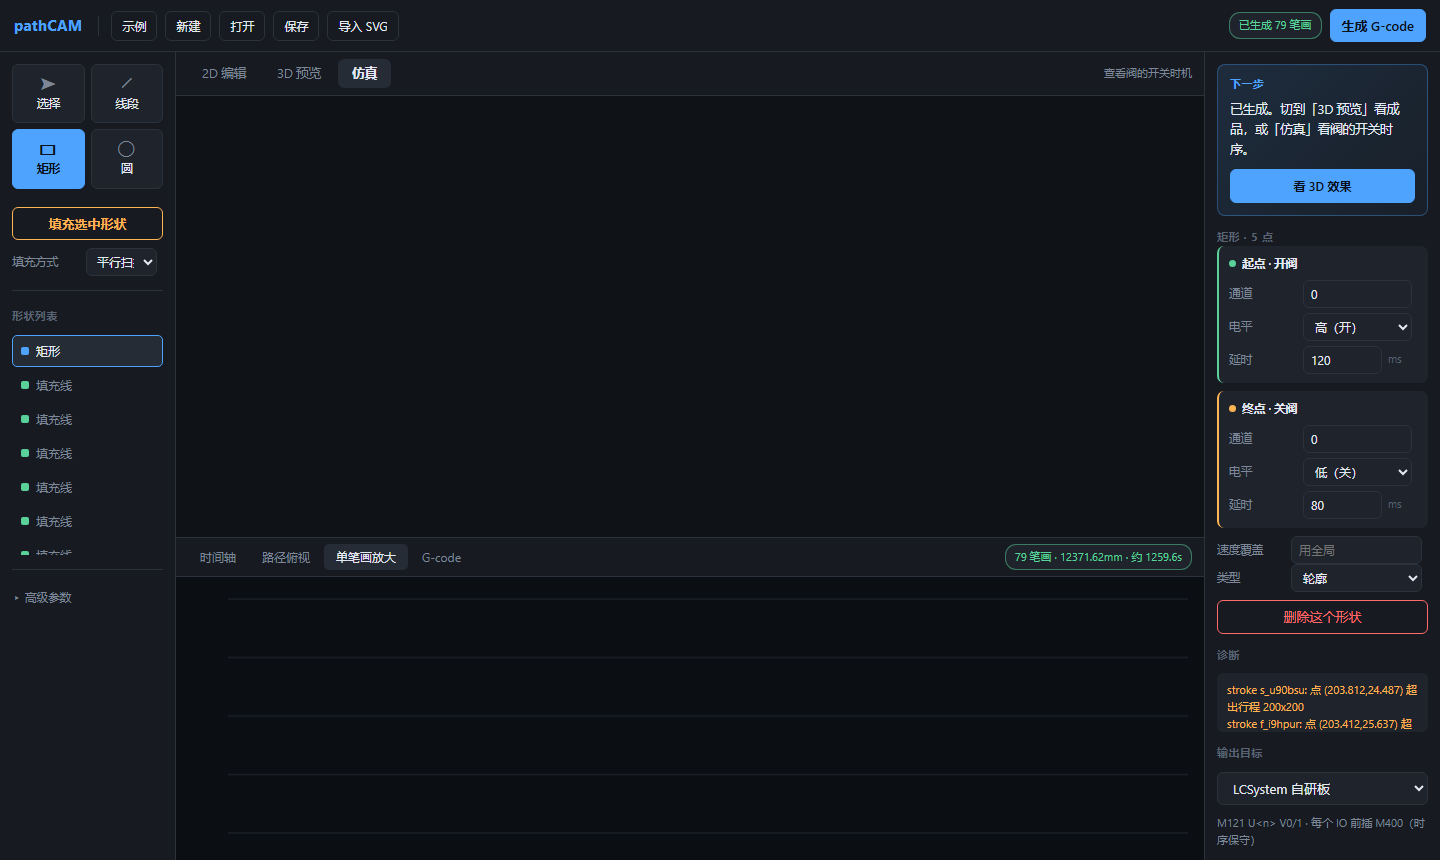 pathCAM 示例 新建 打开 保存 导入 SVG 已生成 79 笔画 生成 G-code
选择 线段
矩形 圆
填充选中形状
填充方式 平行扫
形状列表
矩形
填充线
填充线
填充线
填充线
填充线
填充线
高级参数
2D 编辑 3D 预览 仿真 查看阀的开关时机
时间轴 路径俯视 单笔画放大 G-code 79 笔画 · 12371.62mm · 约 1259.6s
下一步
已生成。切到「3D 预览」看成
品，或「仿真」看阀的开关时
序。
看 3D 效果
矩形 · 5 点
起点 · 开阀
通道 0
电平 高（开）
延时 120 ms
终点 · 关阀
通道 0
电平 低（关）
延时 80 ms
速度覆盖 用全局
类型 轮廓
删除这个形状
诊断
stroke s_u90bsu: 点 (203.812,24.487) 超
出行程 200x200
stroke f_i9hpur: 点 (203.412,25.637) 超
输出目标
LCSystem 自研板
M121 U<n> V0/1 · 每个 IO 前插 M400（时
序保守）